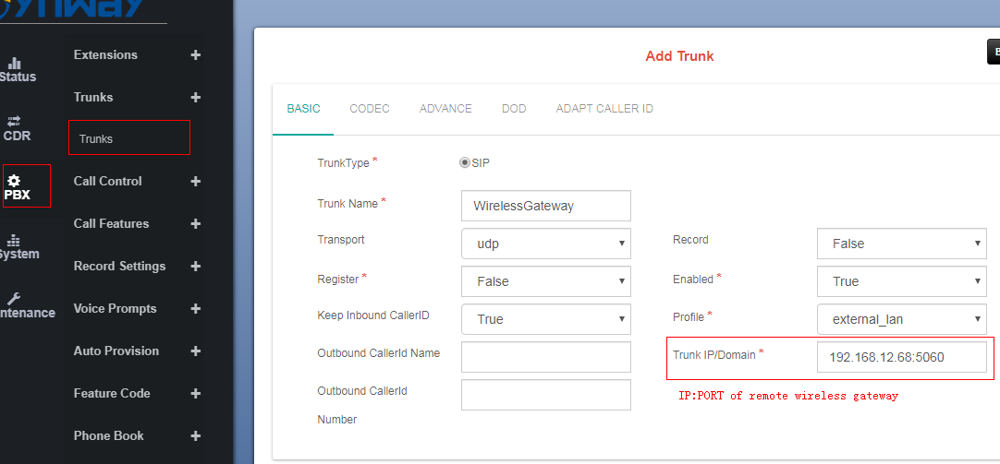 Status
CDR
PBX
System
ntenance
Extensions +
Trunks +
Trunks
Call Control +
Call Features +
Record Settings +
Voice Prompts +
Auto Provision +
Feature Code +
Phone Book +
Add Trunk
BASIC CODEC ADVANCE DOD ADAPT CALLER ID
TrunkType * SIP
Trunk Name * WirelessGateway
Transport udp Record False
Register * False Enabled * True
Keep Inbound CallerID True Profile * external_lan
Outbound CallerId Name Trunk IP/Domain * 192.168.12.68:5060
Outbound CallerId
Number
IP:PORT of remote wireless gateway